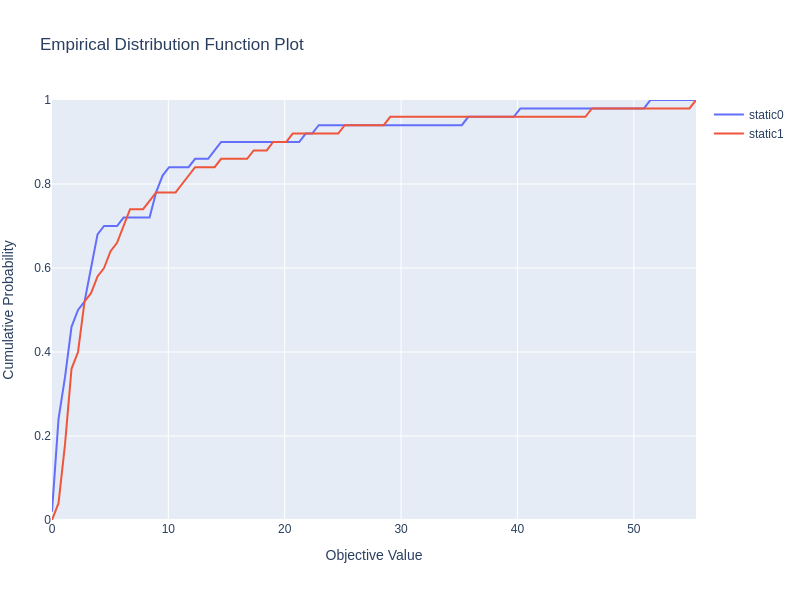 Empirical Distribution Function Plot
static0
static1
Cumulative Probability
1
0.8
0.6
0.4
0.2
0
0 10 20 30 40 50
Objective Value